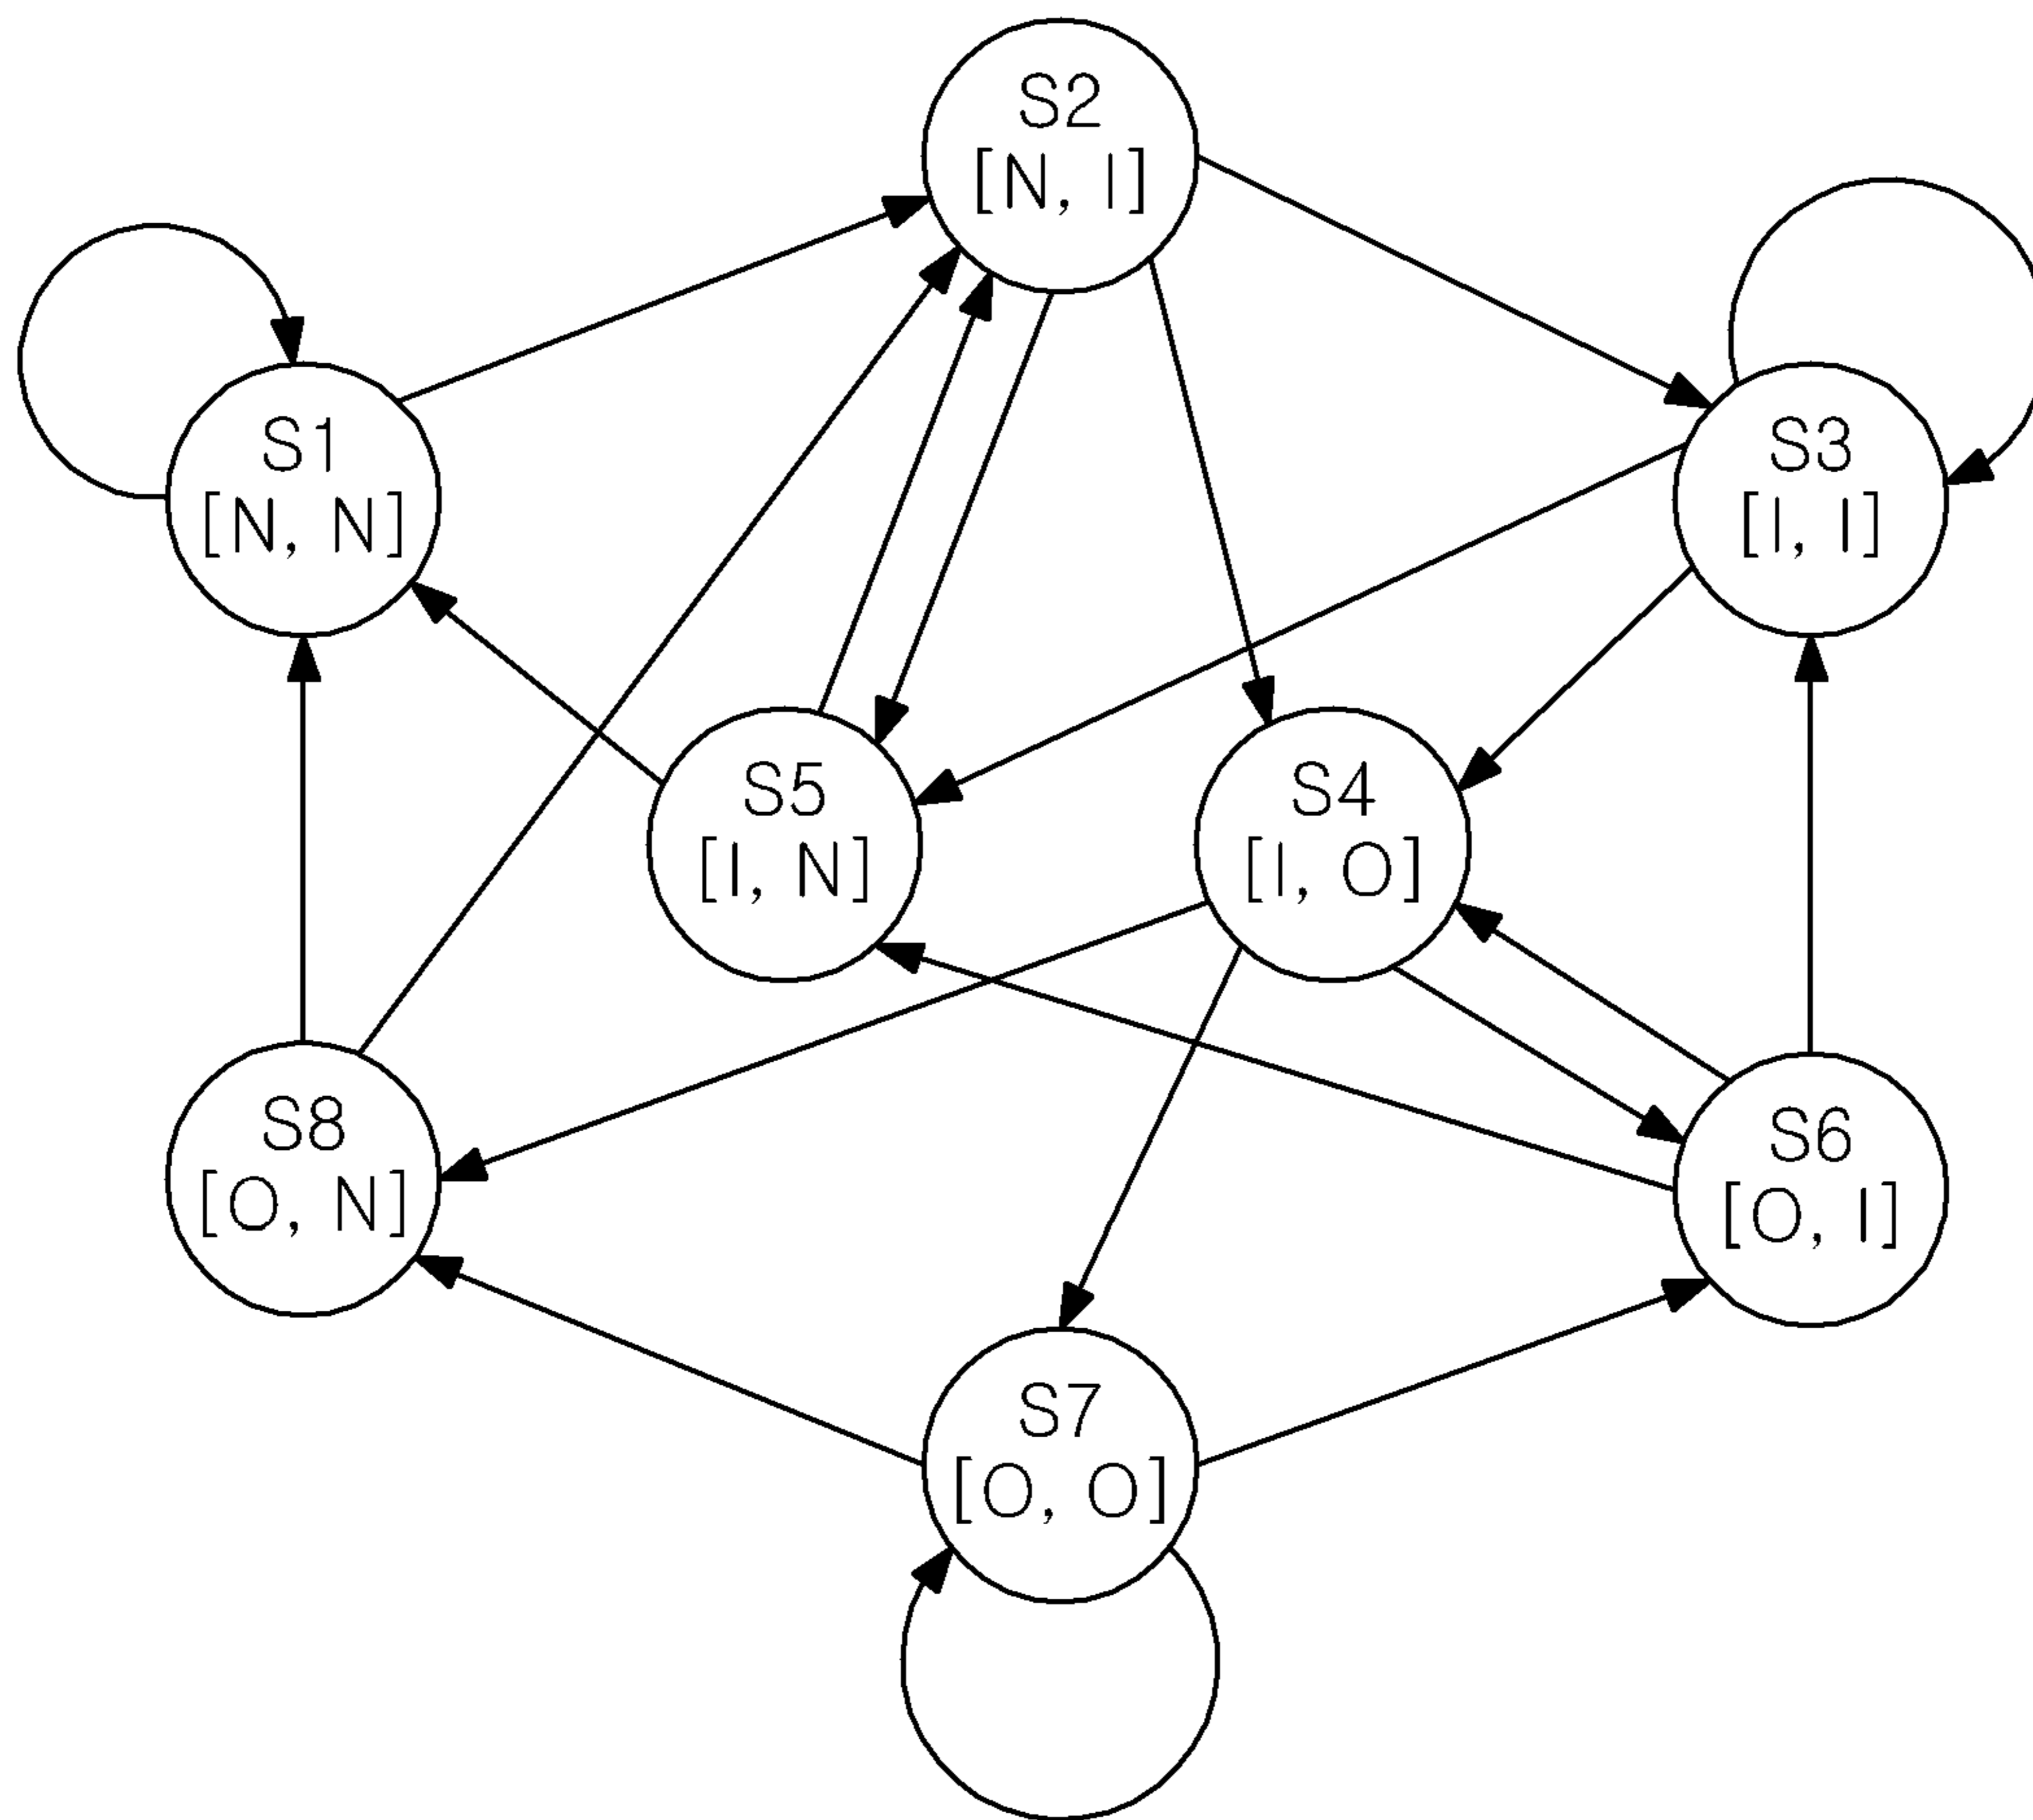 S2
[N, I]
S1
[N, N]
S3
[I, I]
S5
[I, N]
S4
[I, O]
S8
[O, N]
S6
[O, I]
S7
[O, O]